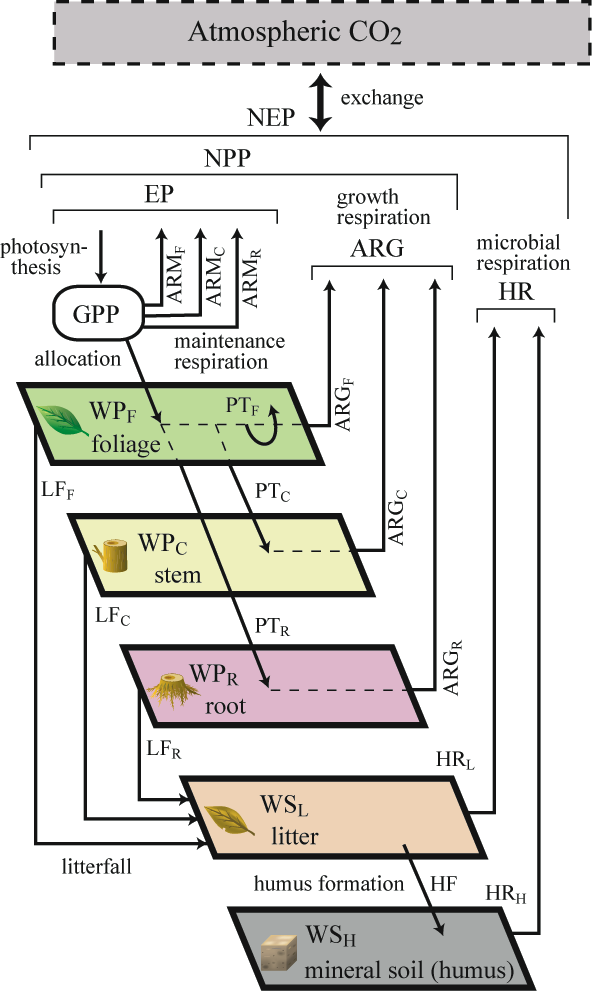 Atmospheric CO2
exchange
NEP
NPP
EP
growth
respiration
ARG
microbial
respiration
HR
photosyn-
thesis
ARMF
ARMC
ARMR
GPP
allocation
maintenance
respiration
WPF
foliage
PTF
ARGF
LFF
PTC
ARGC
WPC
stem
LFC
PTR
ARGR
WPR
root
LFR
HRL
WSL
litter
litterfall
humus formation
HF
HRH
WSH
mineral soil (humus)